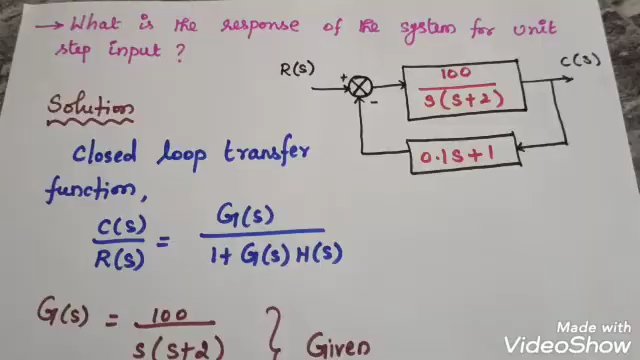 → What is the response of the system for unit
step input ?
R(s)
+
-
100
s(s+2)
C(s)
0.1s+1
Solution
Closed loop transfer
function,
C(s)/R(s) = G(s)/1+ G(s) H(s)
G(s) = 100/s(s+2) } Given
Made with
VideoShow